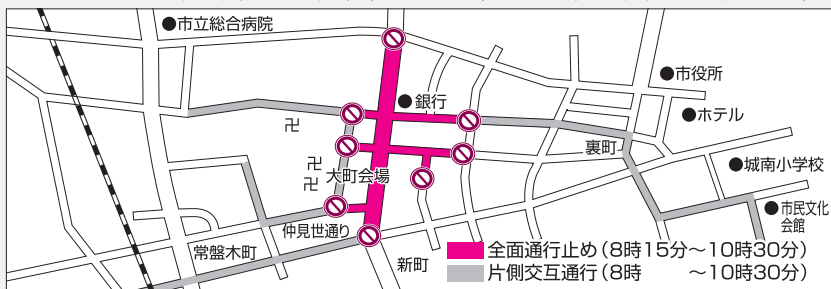 ●市立総合病院
●銀行
●市役所
●ホテル
裏町
●城南小学校
大町会場
●市民文化
会館
仲見世通り
常盤木町
新町
全面通行止め（8時15分～10時30分）
片側交互通行（8時　　～10時30分）